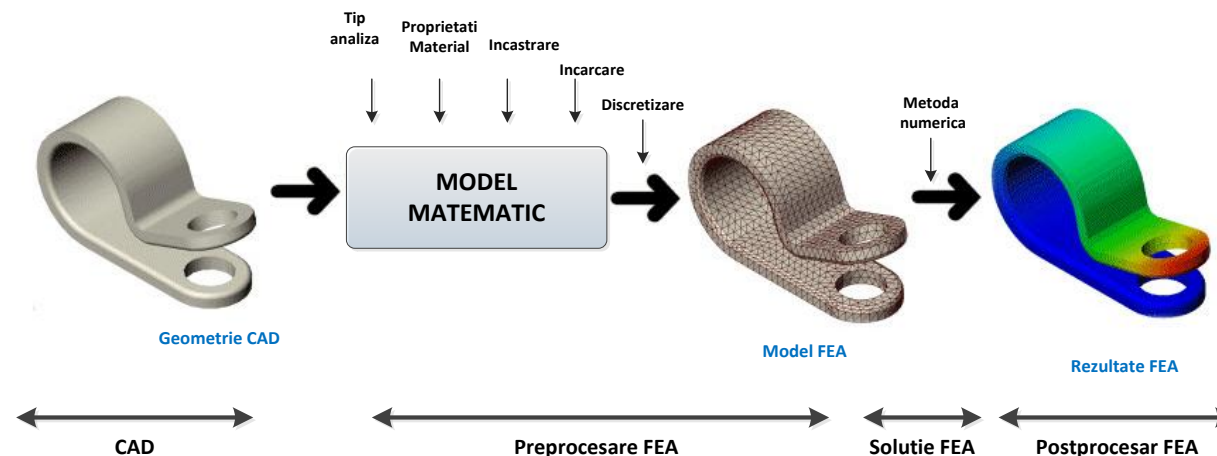 Tip
analiza
Proprietati
Material
Incastrare
Incarcare
Discretizare
Metoda
numerica
MODEL
MATEMATIC
Geometrie CAD
Model FEA
Rezultate FEA
CAD
Preprocesare FEA
Solutie FEA
Postprocesar FEA